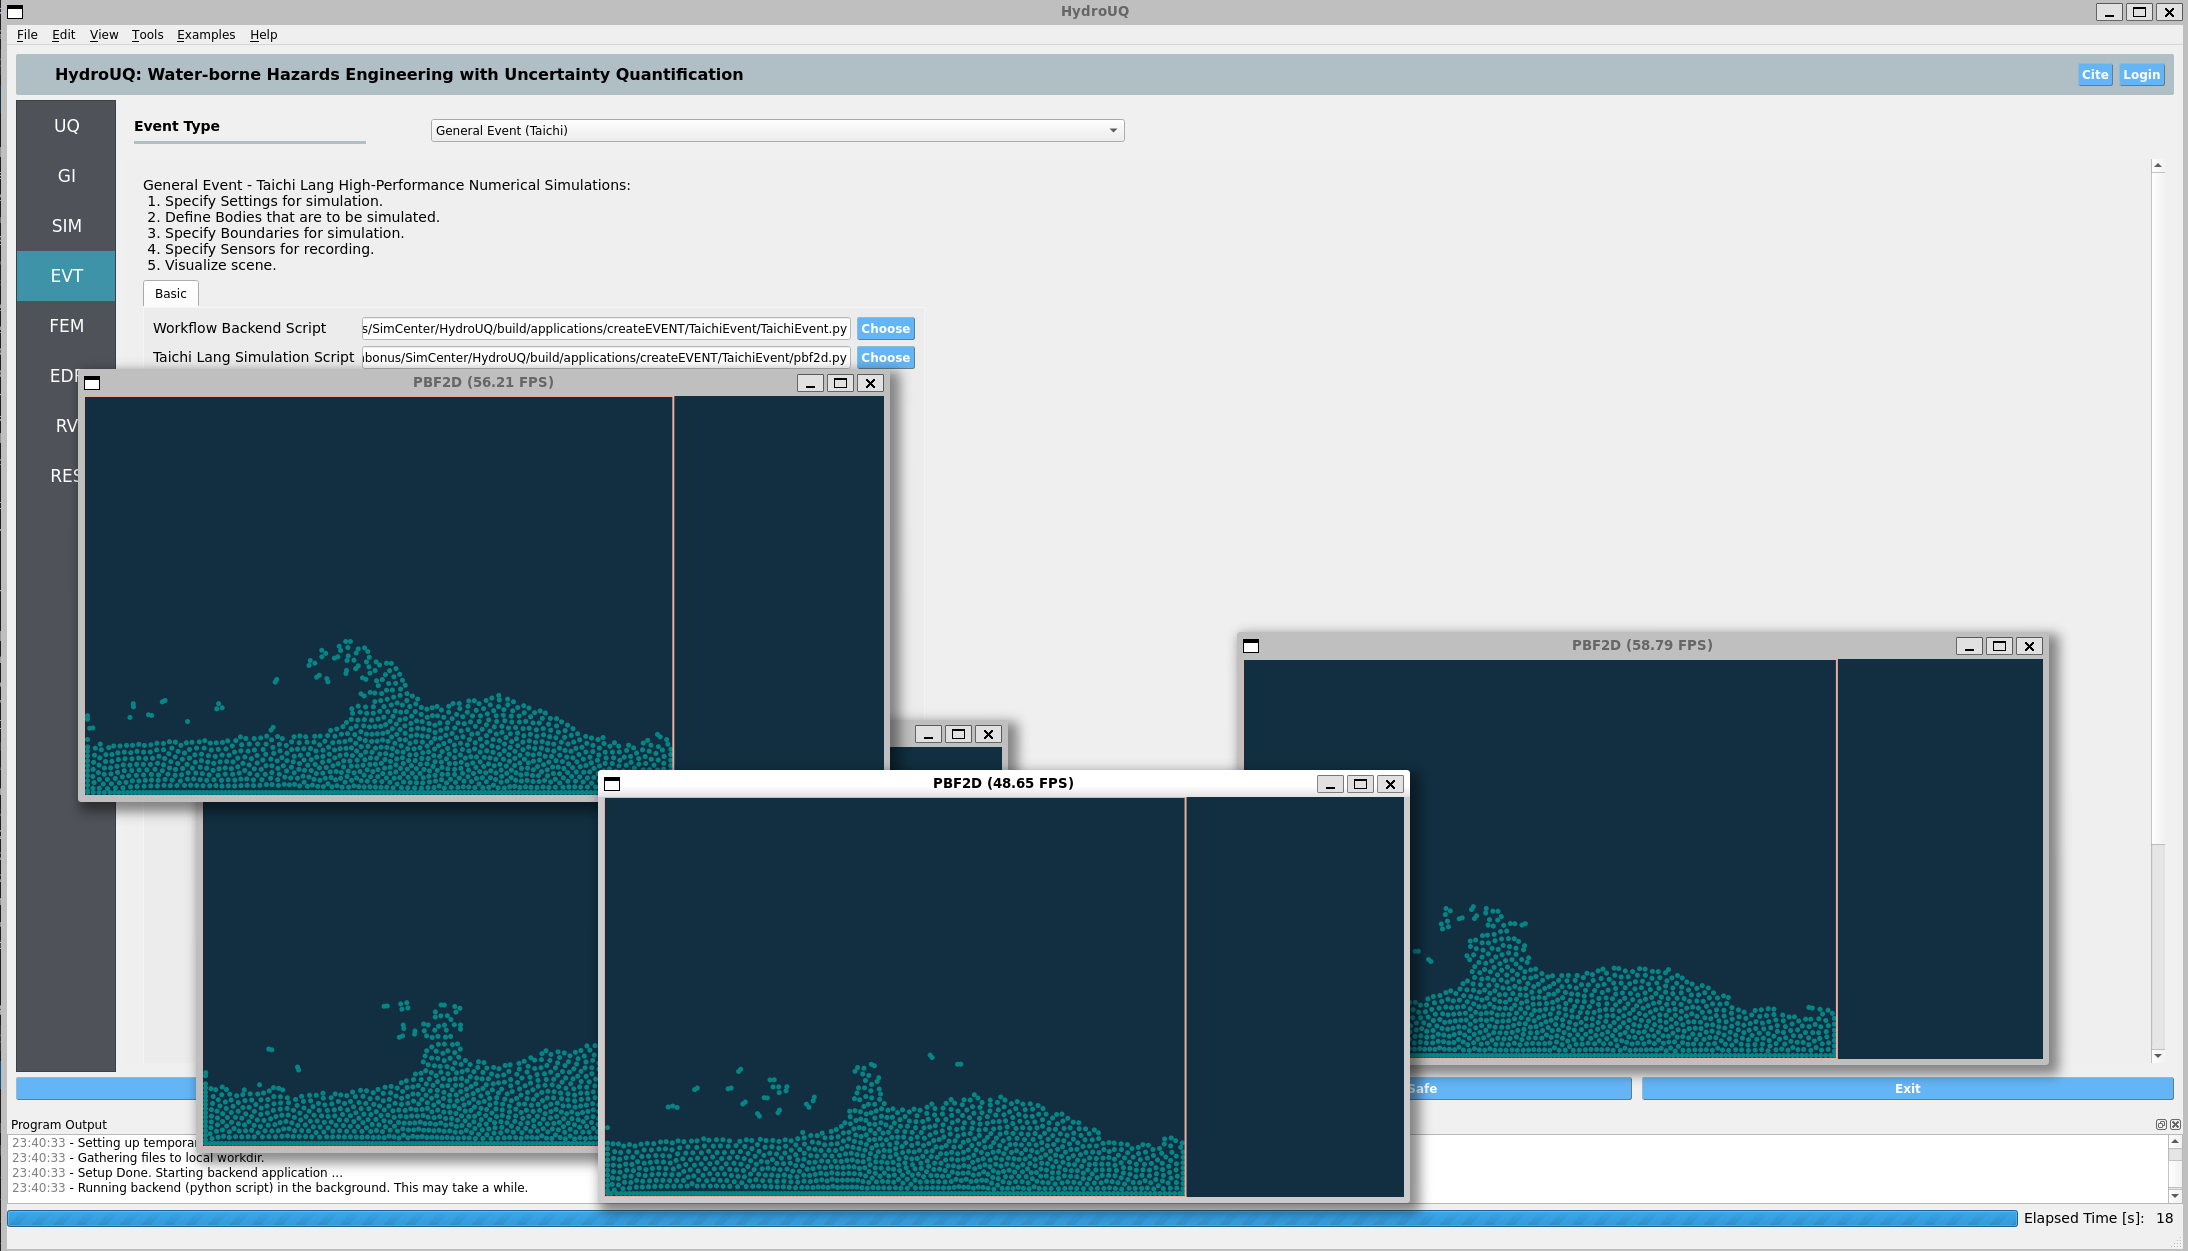 HydroUQ
File Edit View Tools Examples Help
HydroUQ: Water-borne Hazards Engineering with Uncertainty Quantification
Cite Login
UQ
GI
SIM
EVT
FEM
RV
RES
Event Type
General Event (Taichi)
General Event - Taichi Lang High-Performance Numerical Simulations:
1. Specify Settings for simulation.
2. Define Bodies that are to be simulated.
3. Specify Boundaries for simulation.
4. Specify Sensors for recording.
5. Visualize scene.
Basic
Workflow Backend Script s/SimCenter/HydroUQ/build/applications/createEVENT/TaichiEvent/TaichiEvent.py Choose
Taichi Lang Simulation Script bonus/SimCenter/HydroUQ/build/applications/createEVENT/TaichiEvent/pbf2d.py Choose
PBF2D (56.21 FPS)
PBF2D (58.79 FPS)
PBF2D (48.65 FPS)
Safe
Exit
Program Output
23:40:33 - Setting up tempora
23:40:33 - Gathering files to local workdir.
23:40:33 - Setup Done. Starting backend application ...
23:40:33 - Running backend (python script) in the background. This may take a while.
Elapsed Time [s]: 18